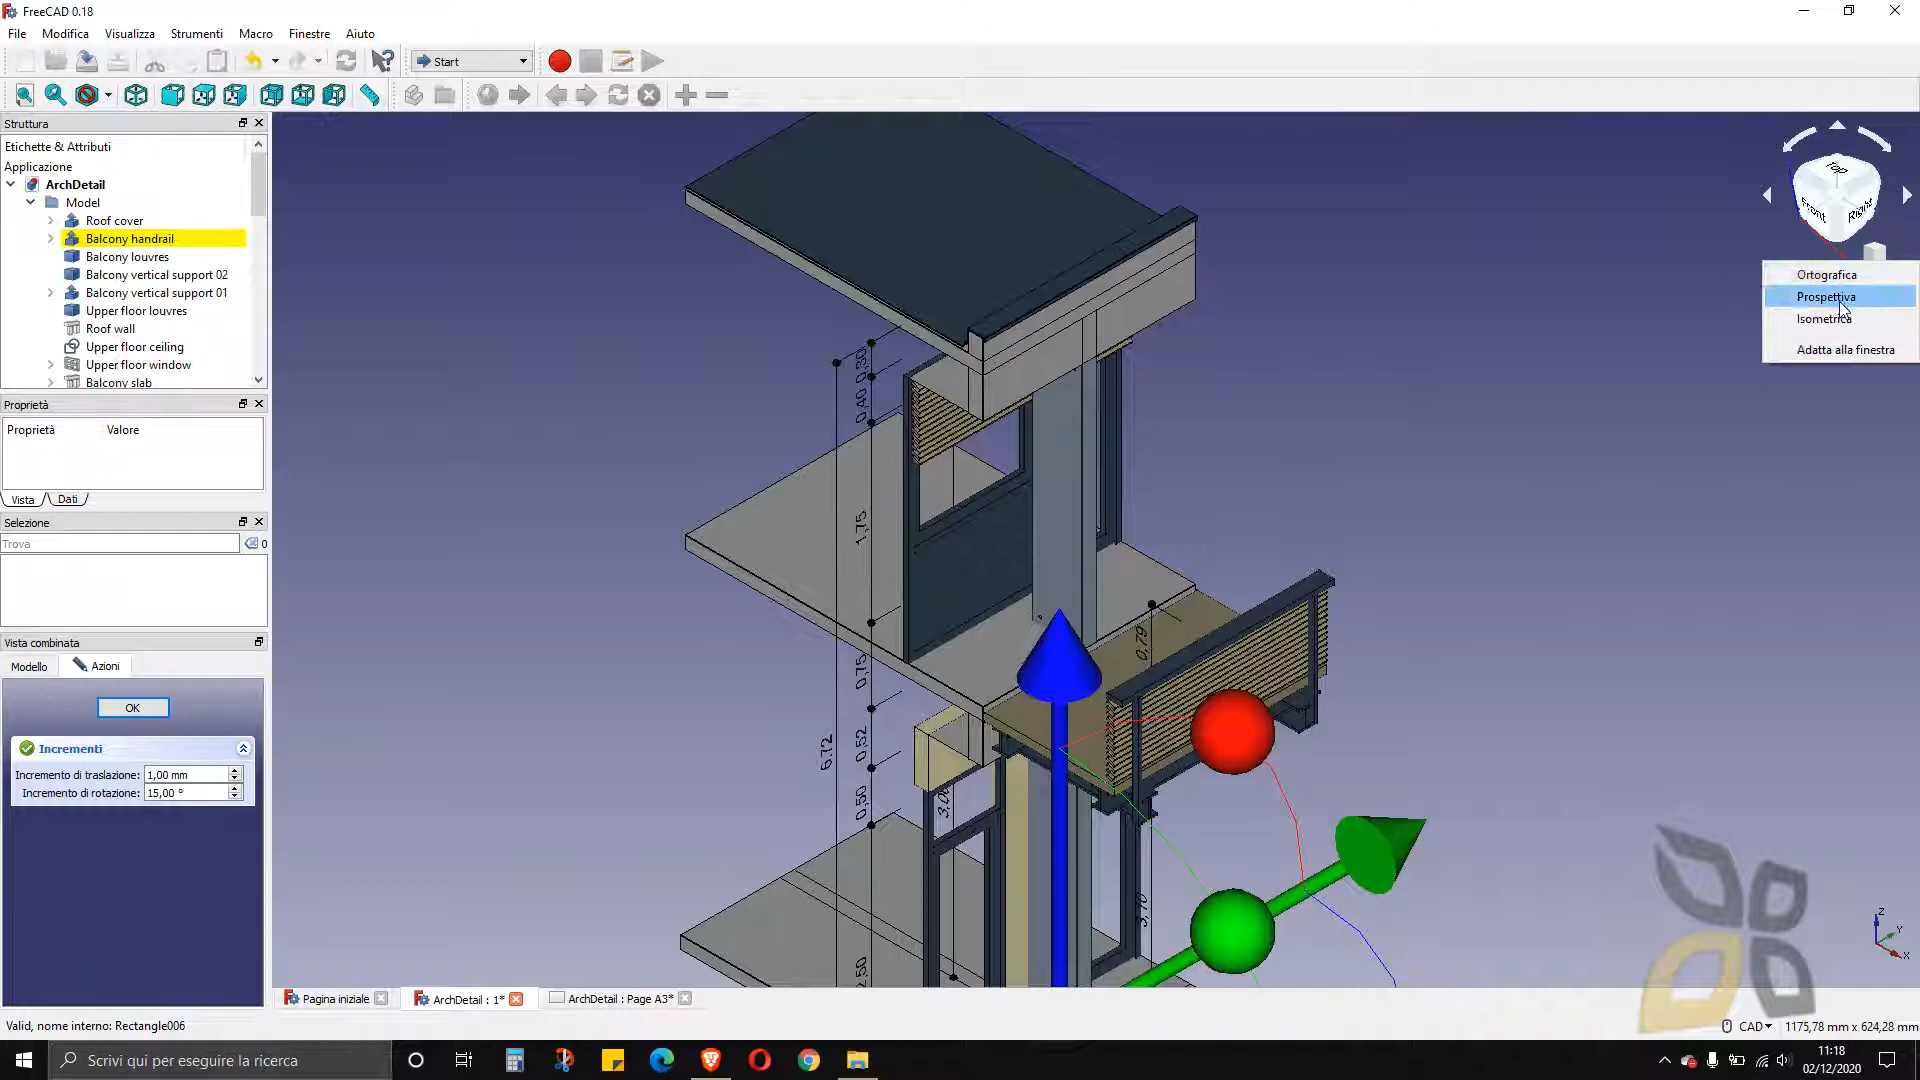 FreeCAD 0.18
File Modifica Visualizza Strumenti Macro Finestre Aiuto
Start
Struttura
Etichette & Attributi
Applicazione
ArchDetail
Model
Roof cover
Balcony handrail
Balcony louvres
Balcony vertical support 02
Balcony vertical support 01
Upper floor louvres
Roof wall
Upper floor ceiling
Upper floor window
Balcony slab
Proprietà
Proprietà Valore
Vista Dati
Selezione
Trova
0
Vista combinata
Modello Azioni
OK
Incrementi
Incremento di traslazione: 1,00 mm
Incremento di rotazione: 15,00 °
Top
Front
Right
Ortografica
Prospettiva
Isometrica
Adatta alla finestra
0,30
0,40
1,75
0,75
0,79
0,52
6,72
0,50
Z
Y
X
Pagina iniziale
ArchDetail : 1*
ArchDetail : Page A3*
Valid, nome interno: Rectangle006
CAD
1175,78 mm x 624,28 mm
Scrivi qui per eseguire la ricerca
11:18
02/12/2020